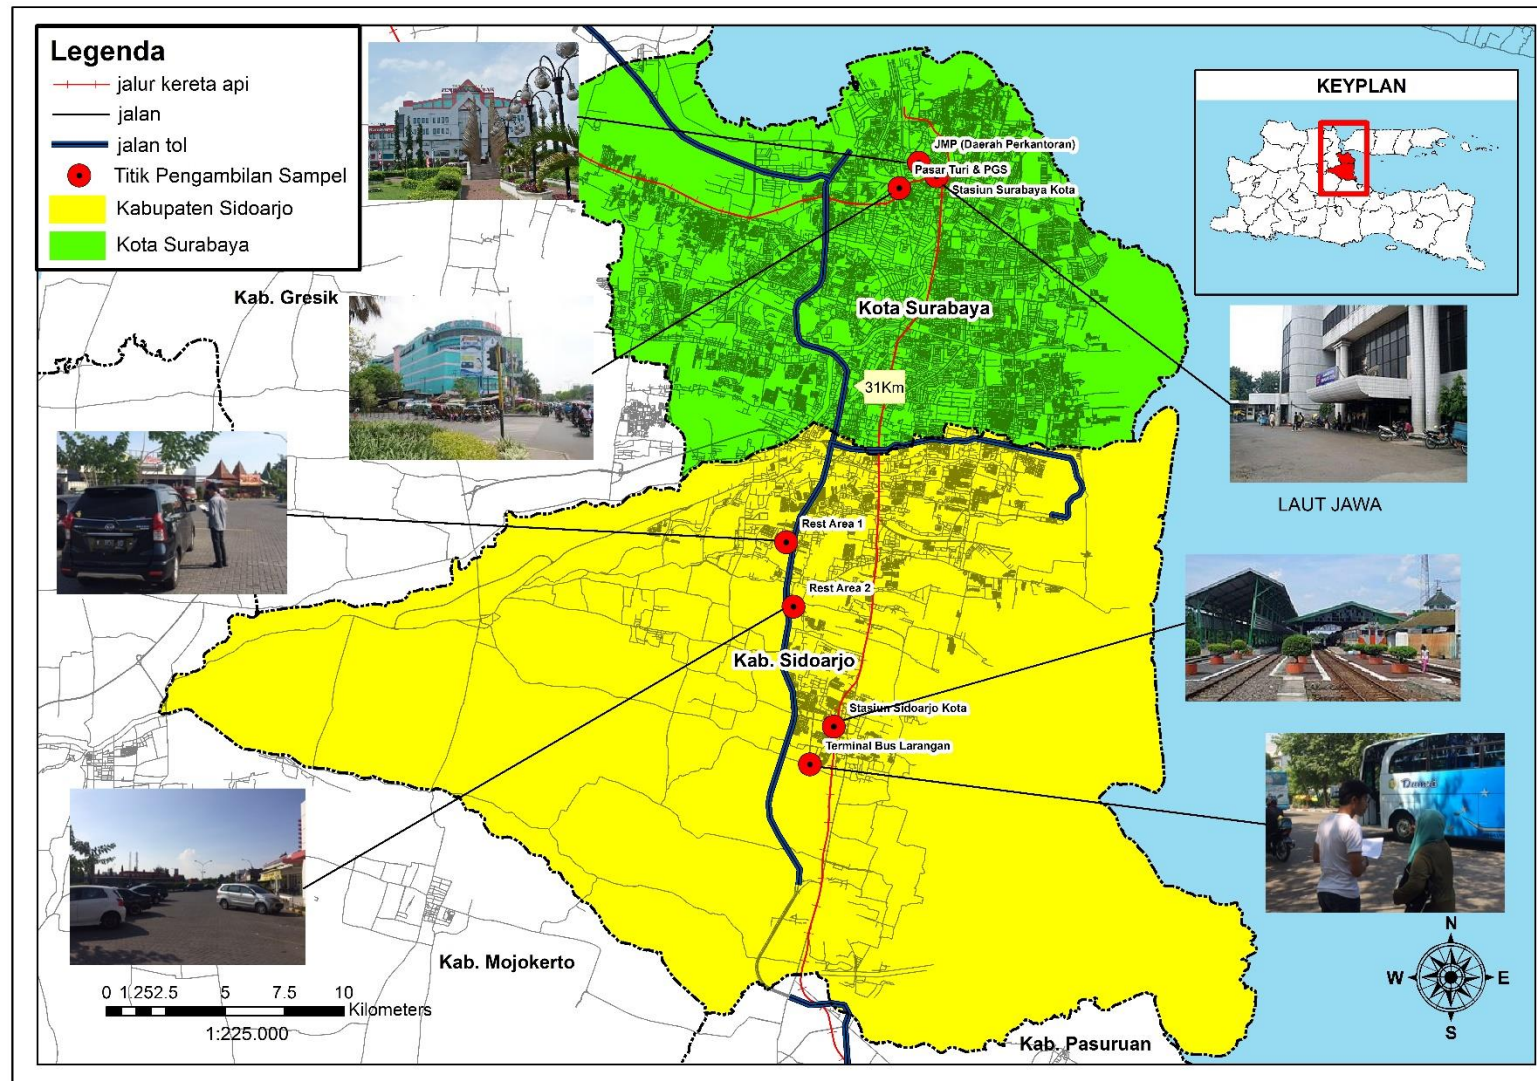 Legenda
jalur kereta api
jalan
jalan tol
Titik Pengambilan Sampel
Kabupaten Sidoarjo
Kota Surabaya
KEYPLAN
JMP (Daerah Perkantoran)
Pasar Turi & PGS
Stasiun Surabaya Kota
Kab. Gresik
Kota Surabaya
31Km
LAUT JAWA
Rest Area 1
Rest Area 2
Kab. Sidoarjo
Stasiun Sidoarjo Kota
Terminal Bus Larangan
Kab. Mojokerto
N
W
E
S
0 1.252.5 5 7.5 10
Kilometers
1:225.000
Kab. Pasuruan